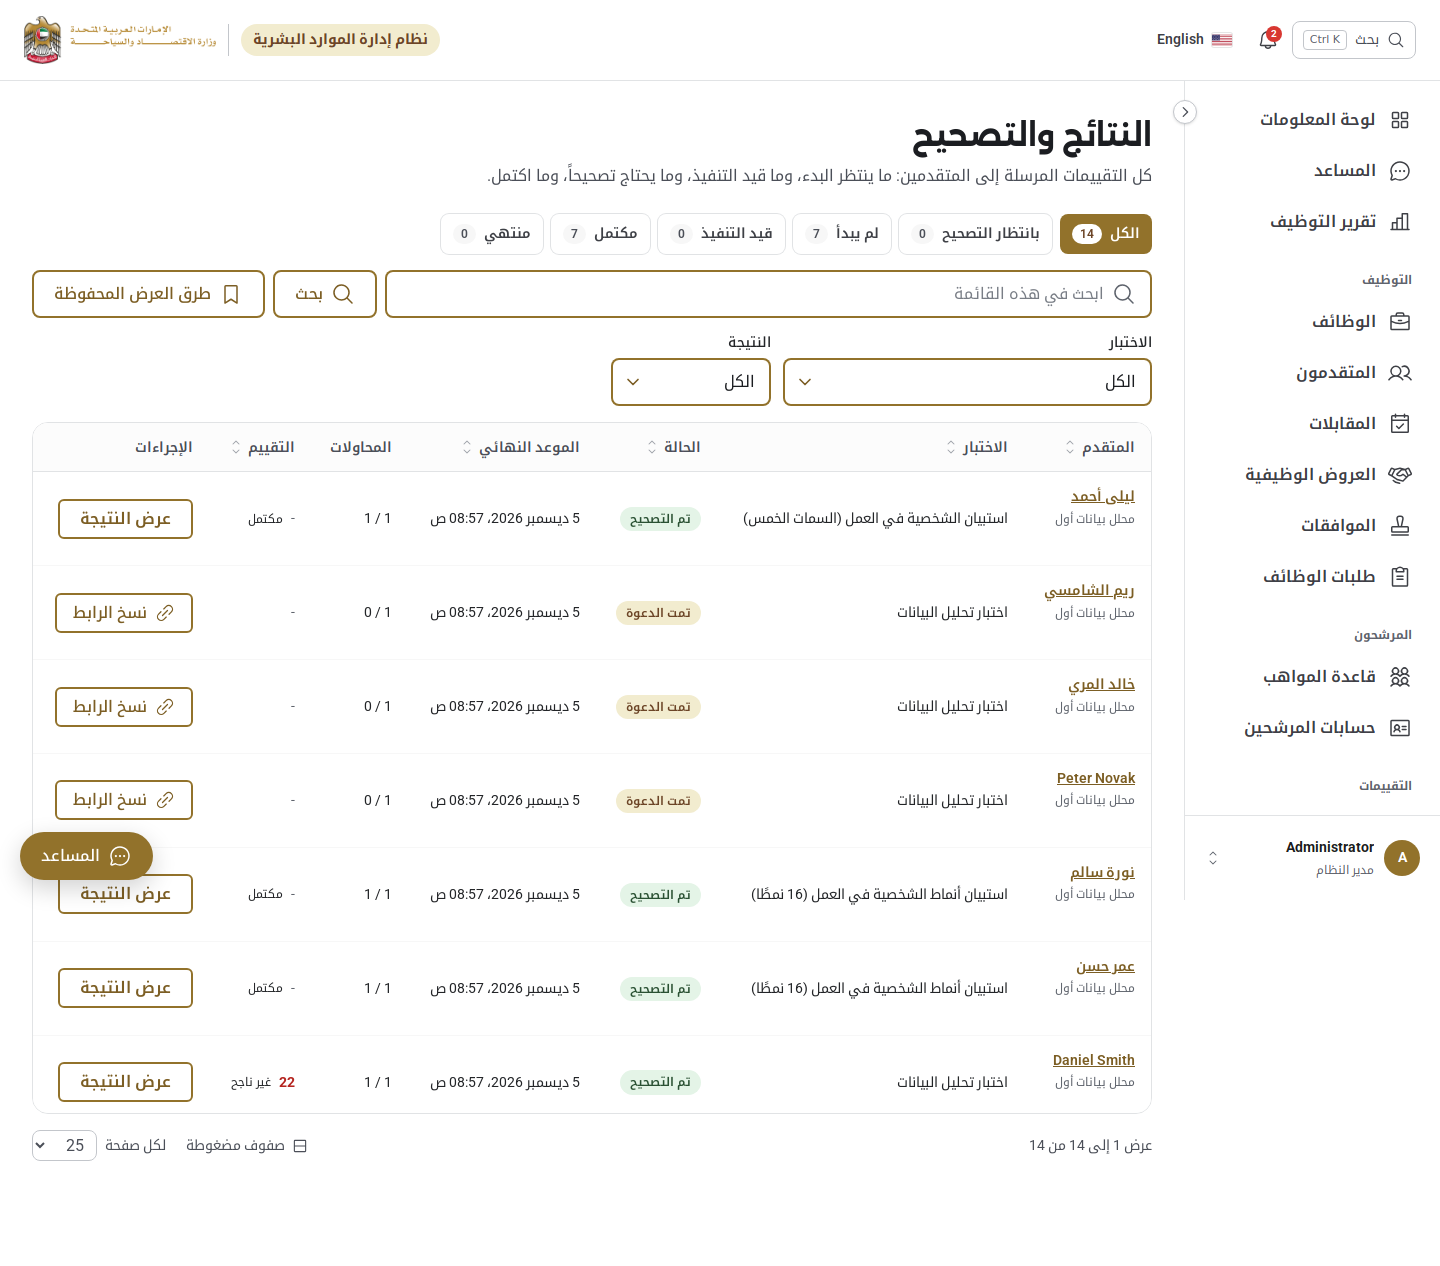 الإمارات العربية المتحدة
وزارة الاقتصاد والسياحة
نظام إدارة الموارد البشرية
English
2
بحث
Ctrl K
لوحة المعلومات
المساعد
تقرير التوظيف
التوظيف
الوظائف
المتقدمون
المقابلات
العروض الوظيفية
الموافقات
طلبات الوظائف
المرشحون
قاعدة المواهب
حسابات المرشحين
التقييمات
A
Administrator
مدير النظام
النتائج والتصحيح
كل التقييمات المرسلة إلى المتقدمين: ما ينتظر البدء، وما قيد التنفيذ، وما يحتاج تصحيحاً، وما اكتمل.
الكل 14 بانتظار التصحيح 0 لم يبدأ 7 قيد التنفيذ 0 مكتمل 7 منتهي 0
ابحث في هذه القائمة بحث طرق العرض المحفوظة
الاختبار النتيجة
الكل الكل
المتقدم الاختبار الحالة الموعد النهائي المحاولات التقييم الإجراءات
ليلى أحمد
محلل بيانات أول
استبيان الشخصية في العمل (السمات الخمس) تم التصحيح 5 ديسمبر 2026، 08:57 ص 1 / 1 - مكتمل عرض النتيجة
ريم الشامسي
محلل بيانات أول
اختبار تحليل البيانات تمت الدعوة 5 ديسمبر 2026، 08:57 ص 0 / 1 - نسخ الرابط
خالد المري
محلل بيانات أول
اختبار تحليل البيانات تمت الدعوة 5 ديسمبر 2026، 08:57 ص 0 / 1 - نسخ الرابط
Peter Novak
محلل بيانات أول
اختبار تحليل البيانات تمت الدعوة 5 ديسمبر 2026، 08:57 ص 0 / 1 - نسخ الرابط
المساعد
نورة سالم
محلل بيانات أول
استبيان أنماط الشخصية في العمل (16 نمطًا) تم التصحيح 5 ديسمبر 2026، 08:57 ص 1 / 1 - مكتمل عرض النتيجة
عمر حسن
محلل بيانات أول
استبيان أنماط الشخصية في العمل (16 نمطًا) تم التصحيح 5 ديسمبر 2026، 08:57 ص 1 / 1 - مكتمل عرض النتيجة
Daniel Smith
محلل بيانات أول
اختبار تحليل البيانات تم التصحيح 5 ديسمبر 2026، 08:57 ص 1 / 1 22 غير ناجح عرض النتيجة
عرض 1 إلى 14 من 14 صفوف مضغوطة لكل صفحة 25